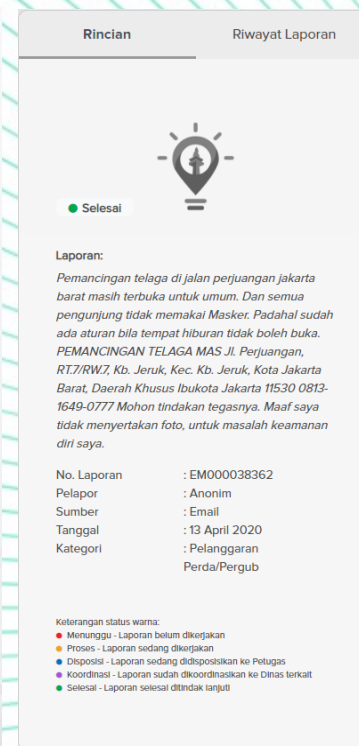 Rincian
Riwayat Laporan
Selesai
Laporan:
Pemancingan telaga di jalan perjuangan jakarta
barat masih terbuka untuk umum. Dan semua
pengunjung tidak memakai Masker. Padahal sudah
ada aturan bila tempat hiburan tidak boleh buka.
PEMANCINGAN TELAGA MAS Jl. Perjuangan,
RT.7/RW.7, Kb. Jeruk, Kec. Kb. Jeruk, Kota Jakarta
Barat, Daerah Khusus Ibukota Jakarta 11530 0813-
1649-0777 Mohon tindakan tegasnya. Maaf saya
tidak menyertakan foto, untuk masalah keamanan
diri saya.
No. Laporan : EM000038362
Pelapor : Anonim
Sumber : Email
Tanggal : 13 April 2020
Kategori : Pelanggaran
Perda/Pergub
Keterangan status warna:
Menunggu - Laporan belum dikerjakan
Proses - Laporan sedang dikerjakan
Disposisi - Laporan sedang didisposisikan ke Petugas
Koordinasi - Laporan sudah dikoordinasikan ke Dinas terkait
Selesai - Laporan selesai ditindak lanjuti